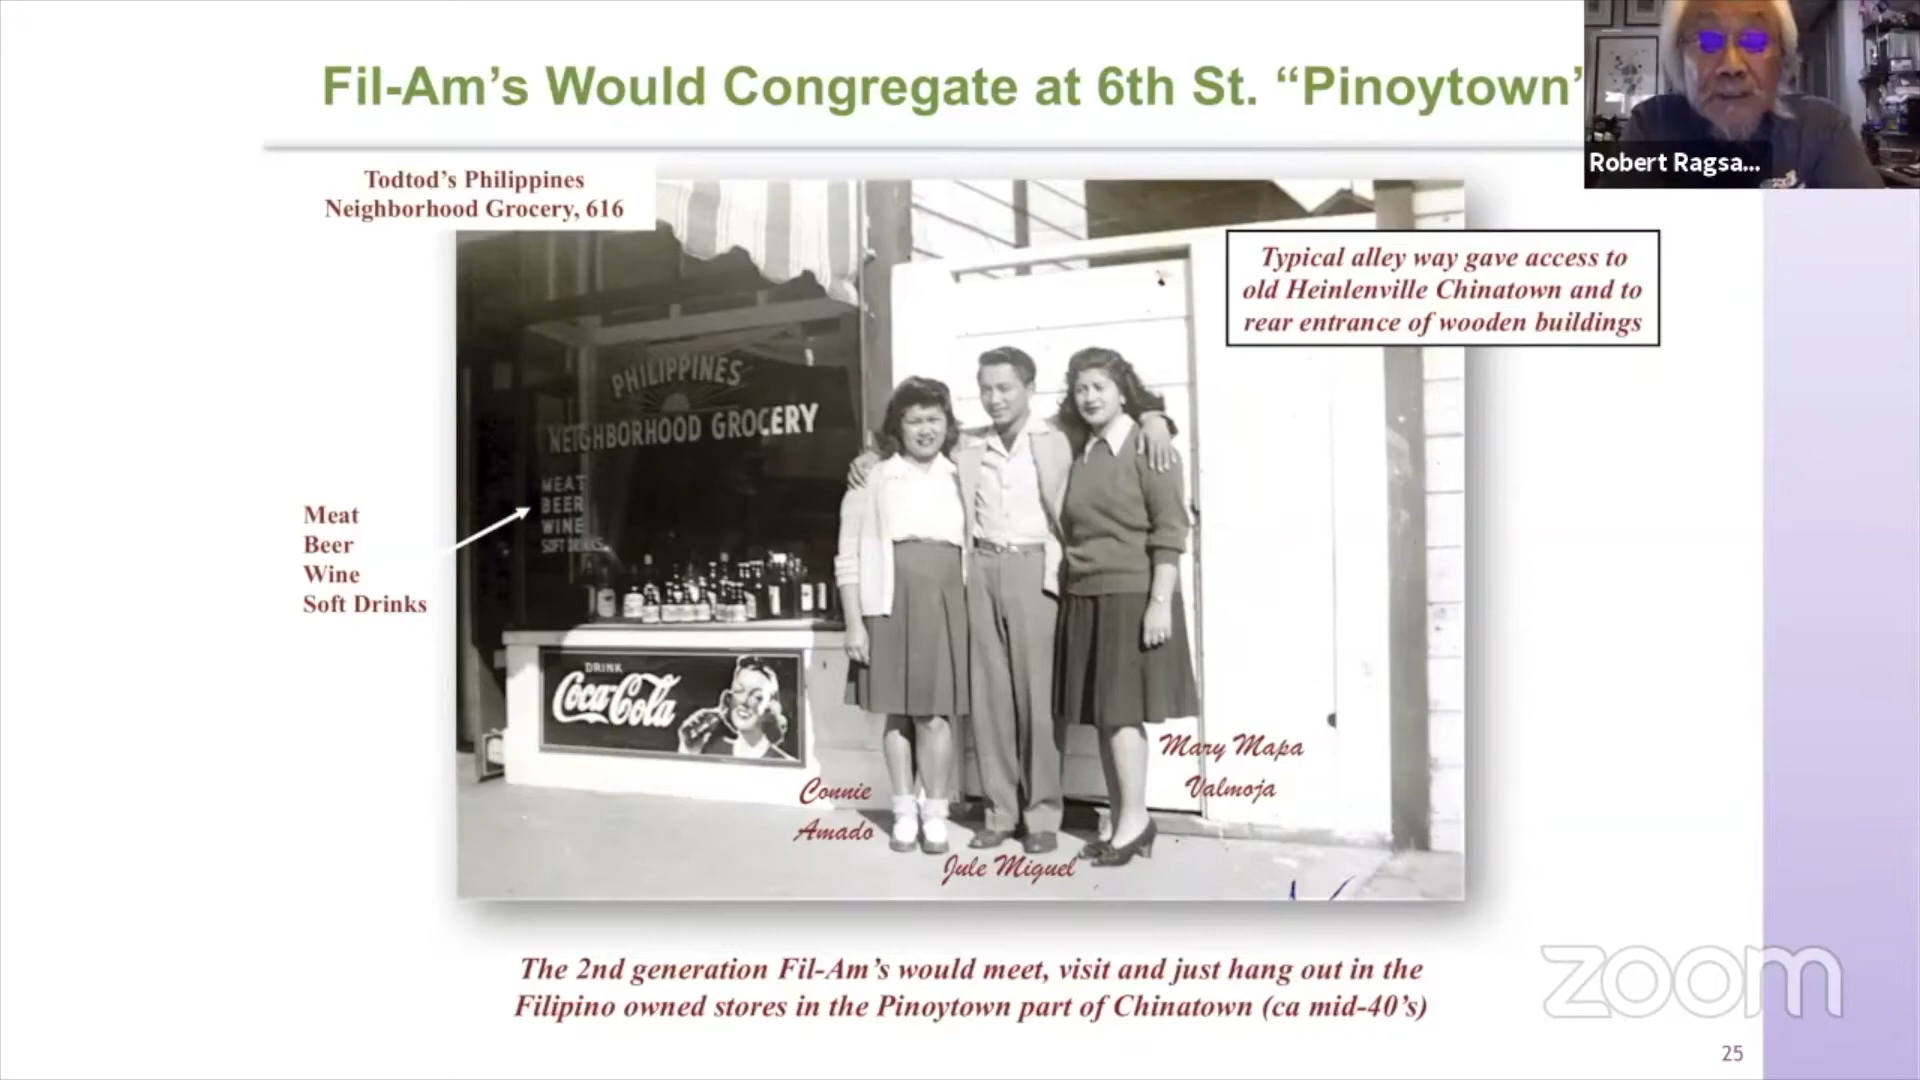 Fil-Am’s Would Congregate at 6th St. “Pinoytown”
Robert Ragsa...
Todtod’s Philippines
Neighborhood Grocery, 616
Typical alley way gave access to
old Heinlenville Chinatown and to
rear entrance of wooden buildings
PHILIPPINES
NEIGHBORHOOD GROCERY
MEAT
BEER
WINE
SOFT DRINKS
Meat
Beer
Wine
Soft Drinks
DRINK
Coca-Cola
Mary Mapa
Valmoja
Connie
Amado
Jule Miguel
The 2nd generation Fil-Am’s would meet, visit and just hang out in the
Filipino owned stores in the Pinoytown part of Chinatown (ca mid-40’s)
zoom
25